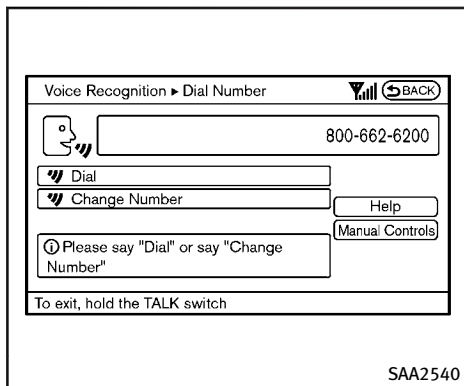 Voice Recognition ▸ Dial Number BACK
800-662-6200
Dial
Change Number
Help
Manual Controls
Please say "Dial" or say "Change
Number"
To exit, hold the TALK switch
SAA2540